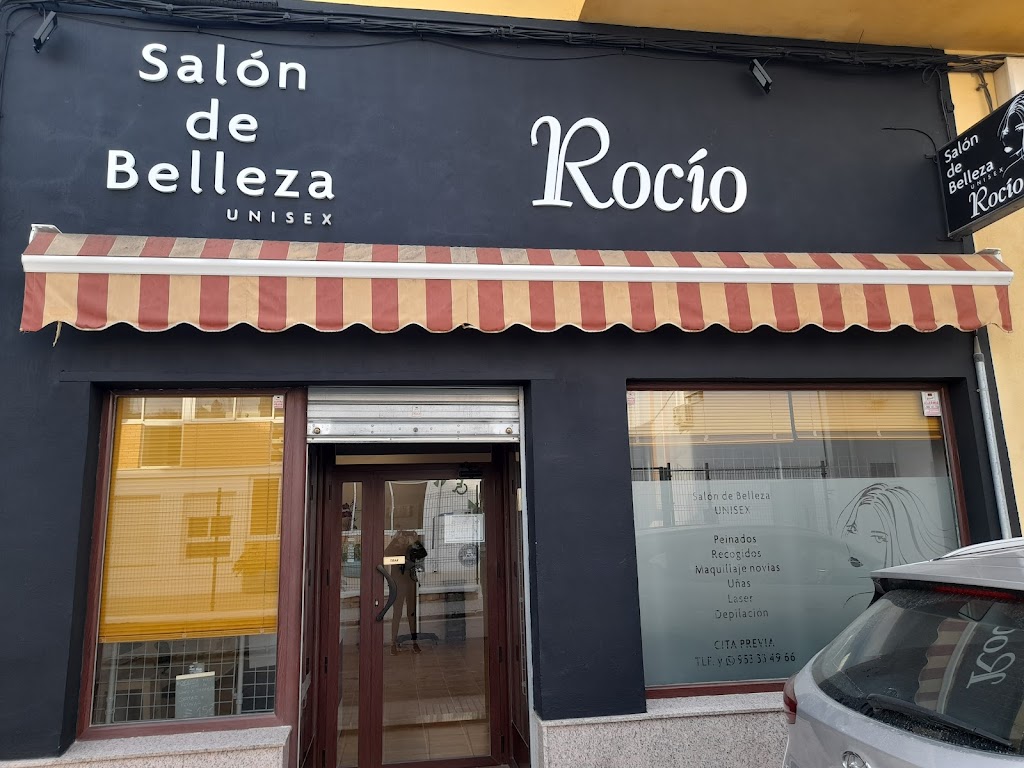 Salón
de
Belleza
UNISEX
Rocío
Salón
de
Belleza
UNISEX
Rocío
Salón de Belleza
UNISEX
Peinados
Recogidos
Maquillaje novias
Uñas
Laser
Depilación
CITA PREVIA
TLF. y